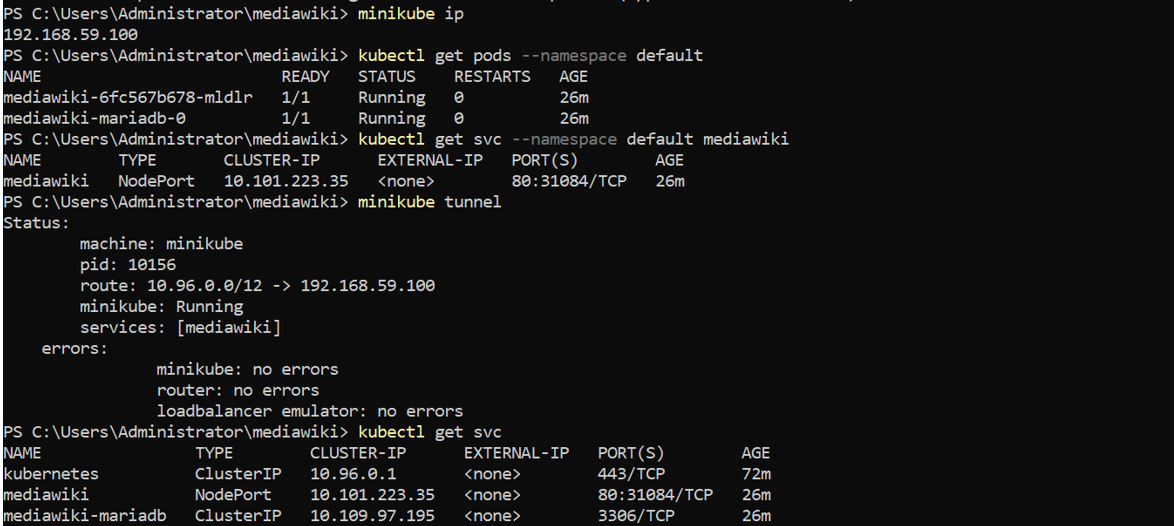 PS C:\Users\Administrator\mediawiki> minikube ip
192.168.59.100
PS C:\Users\Administrator\mediawiki> kubectl get pods --namespace default
NAME READY STATUS RESTARTS AGE
mediawiki-6fc567b678-mldlr 1/1 Running 0 26m
mediawiki-mariadb-0 1/1 Running 0 26m
PS C:\Users\Administrator\mediawiki> kubectl get svc --namespace default mediawiki
NAME TYPE CLUSTER-IP EXTERNAL-IP PORT(S) AGE
mediawiki NodePort 10.101.223.35 <none> 80:31084/TCP 26m
PS C:\Users\Administrator\mediawiki> minikube tunnel
Status:
machine: minikube
pid: 10156
route: 10.96.0.0/12 -> 192.168.59.100
minikube: Running
services: [mediawiki]
errors:
minikube: no errors
router: no errors
loadbalancer emulator: no errors
PS C:\Users\Administrator\mediawiki> kubectl get svc
NAME TYPE CLUSTER-IP EXTERNAL-IP PORT(S) AGE
kubernetes ClusterIP 10.96.0.1 <none> 443/TCP 72m
mediawiki NodePort 10.101.223.35 <none> 80:31084/TCP 26m
mediawiki-mariadb ClusterIP 10.109.97.195 <none> 3306/TCP 26m